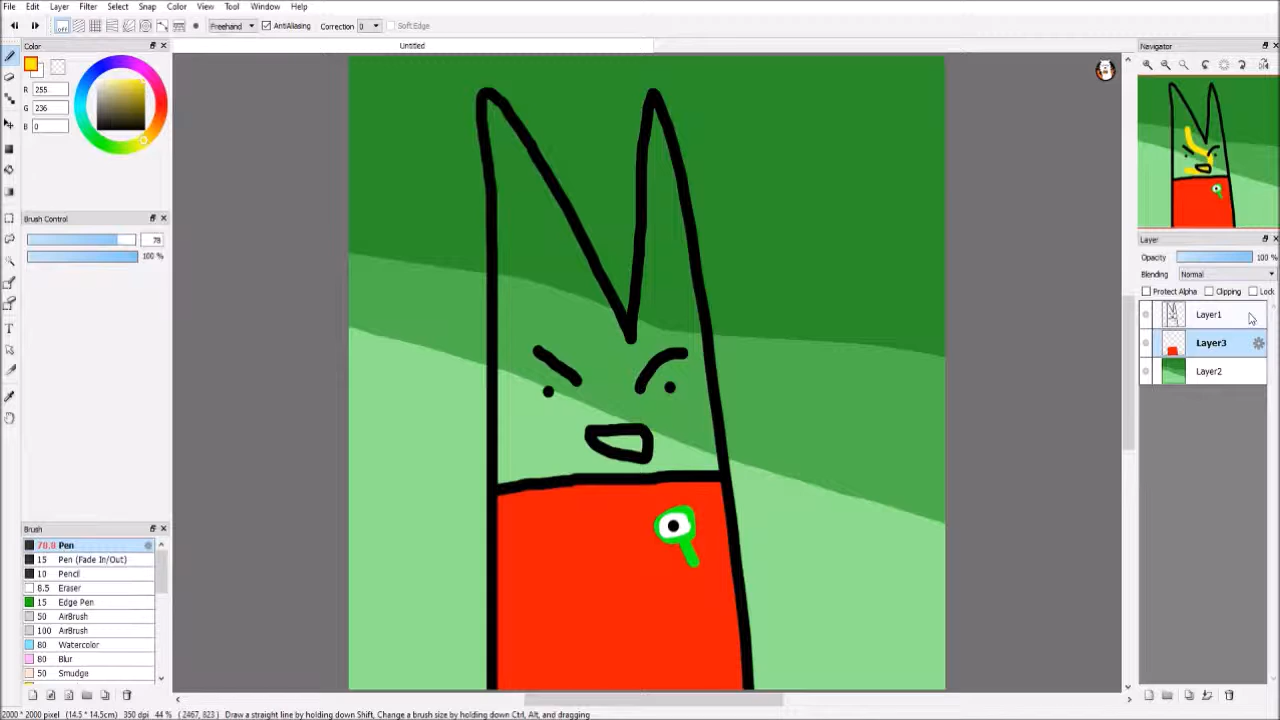 File Edit Layer Filter Select Snap Color View Tool Window Help
off Freehand AntiAliasing Correction 0 Soft Edge
Untitled
Color
R 255
G 236
B 0
Brush Control
78
100 %
Brush
78.0 Pen
15 Pen (Fade In/Out)
10 Pencil
8.5 Eraser
15 Edge Pen
50 AirBrush
100 AirBrush
80 Watercolor
80 Blur
50 Smudge
Navigator
Layer
Opacity 100 %
Blending Normal
Protect Alpha Clipping Lock
Layer1
Layer3
Layer2
2000 * 2000 pixel (14.5 * 14.5cm) 350 dpi 44 % ( 2467, 823 ) Draw a straight line by holding down Shift, Change a brush size by holding down Ctrl, Alt, and dragging